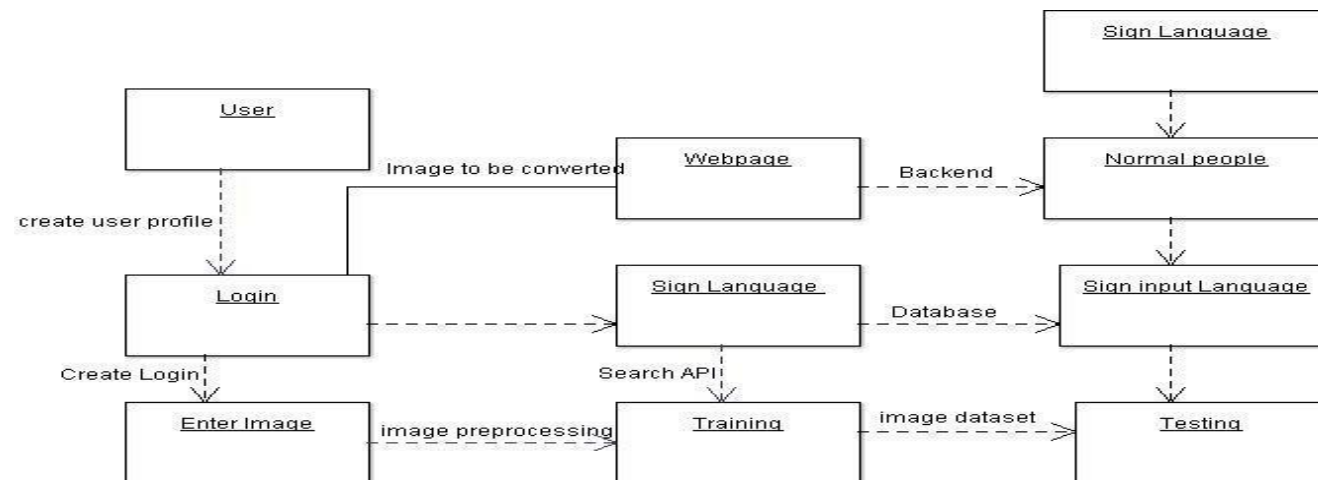 Sign Language
User
Webpage
Normal people
Image to be converted
Backend
create user profile
Login
Sign Language
Sign input Language
Database
Create Login
Search API
Enter Image
image preprocessing
Training
image dataset
Testing